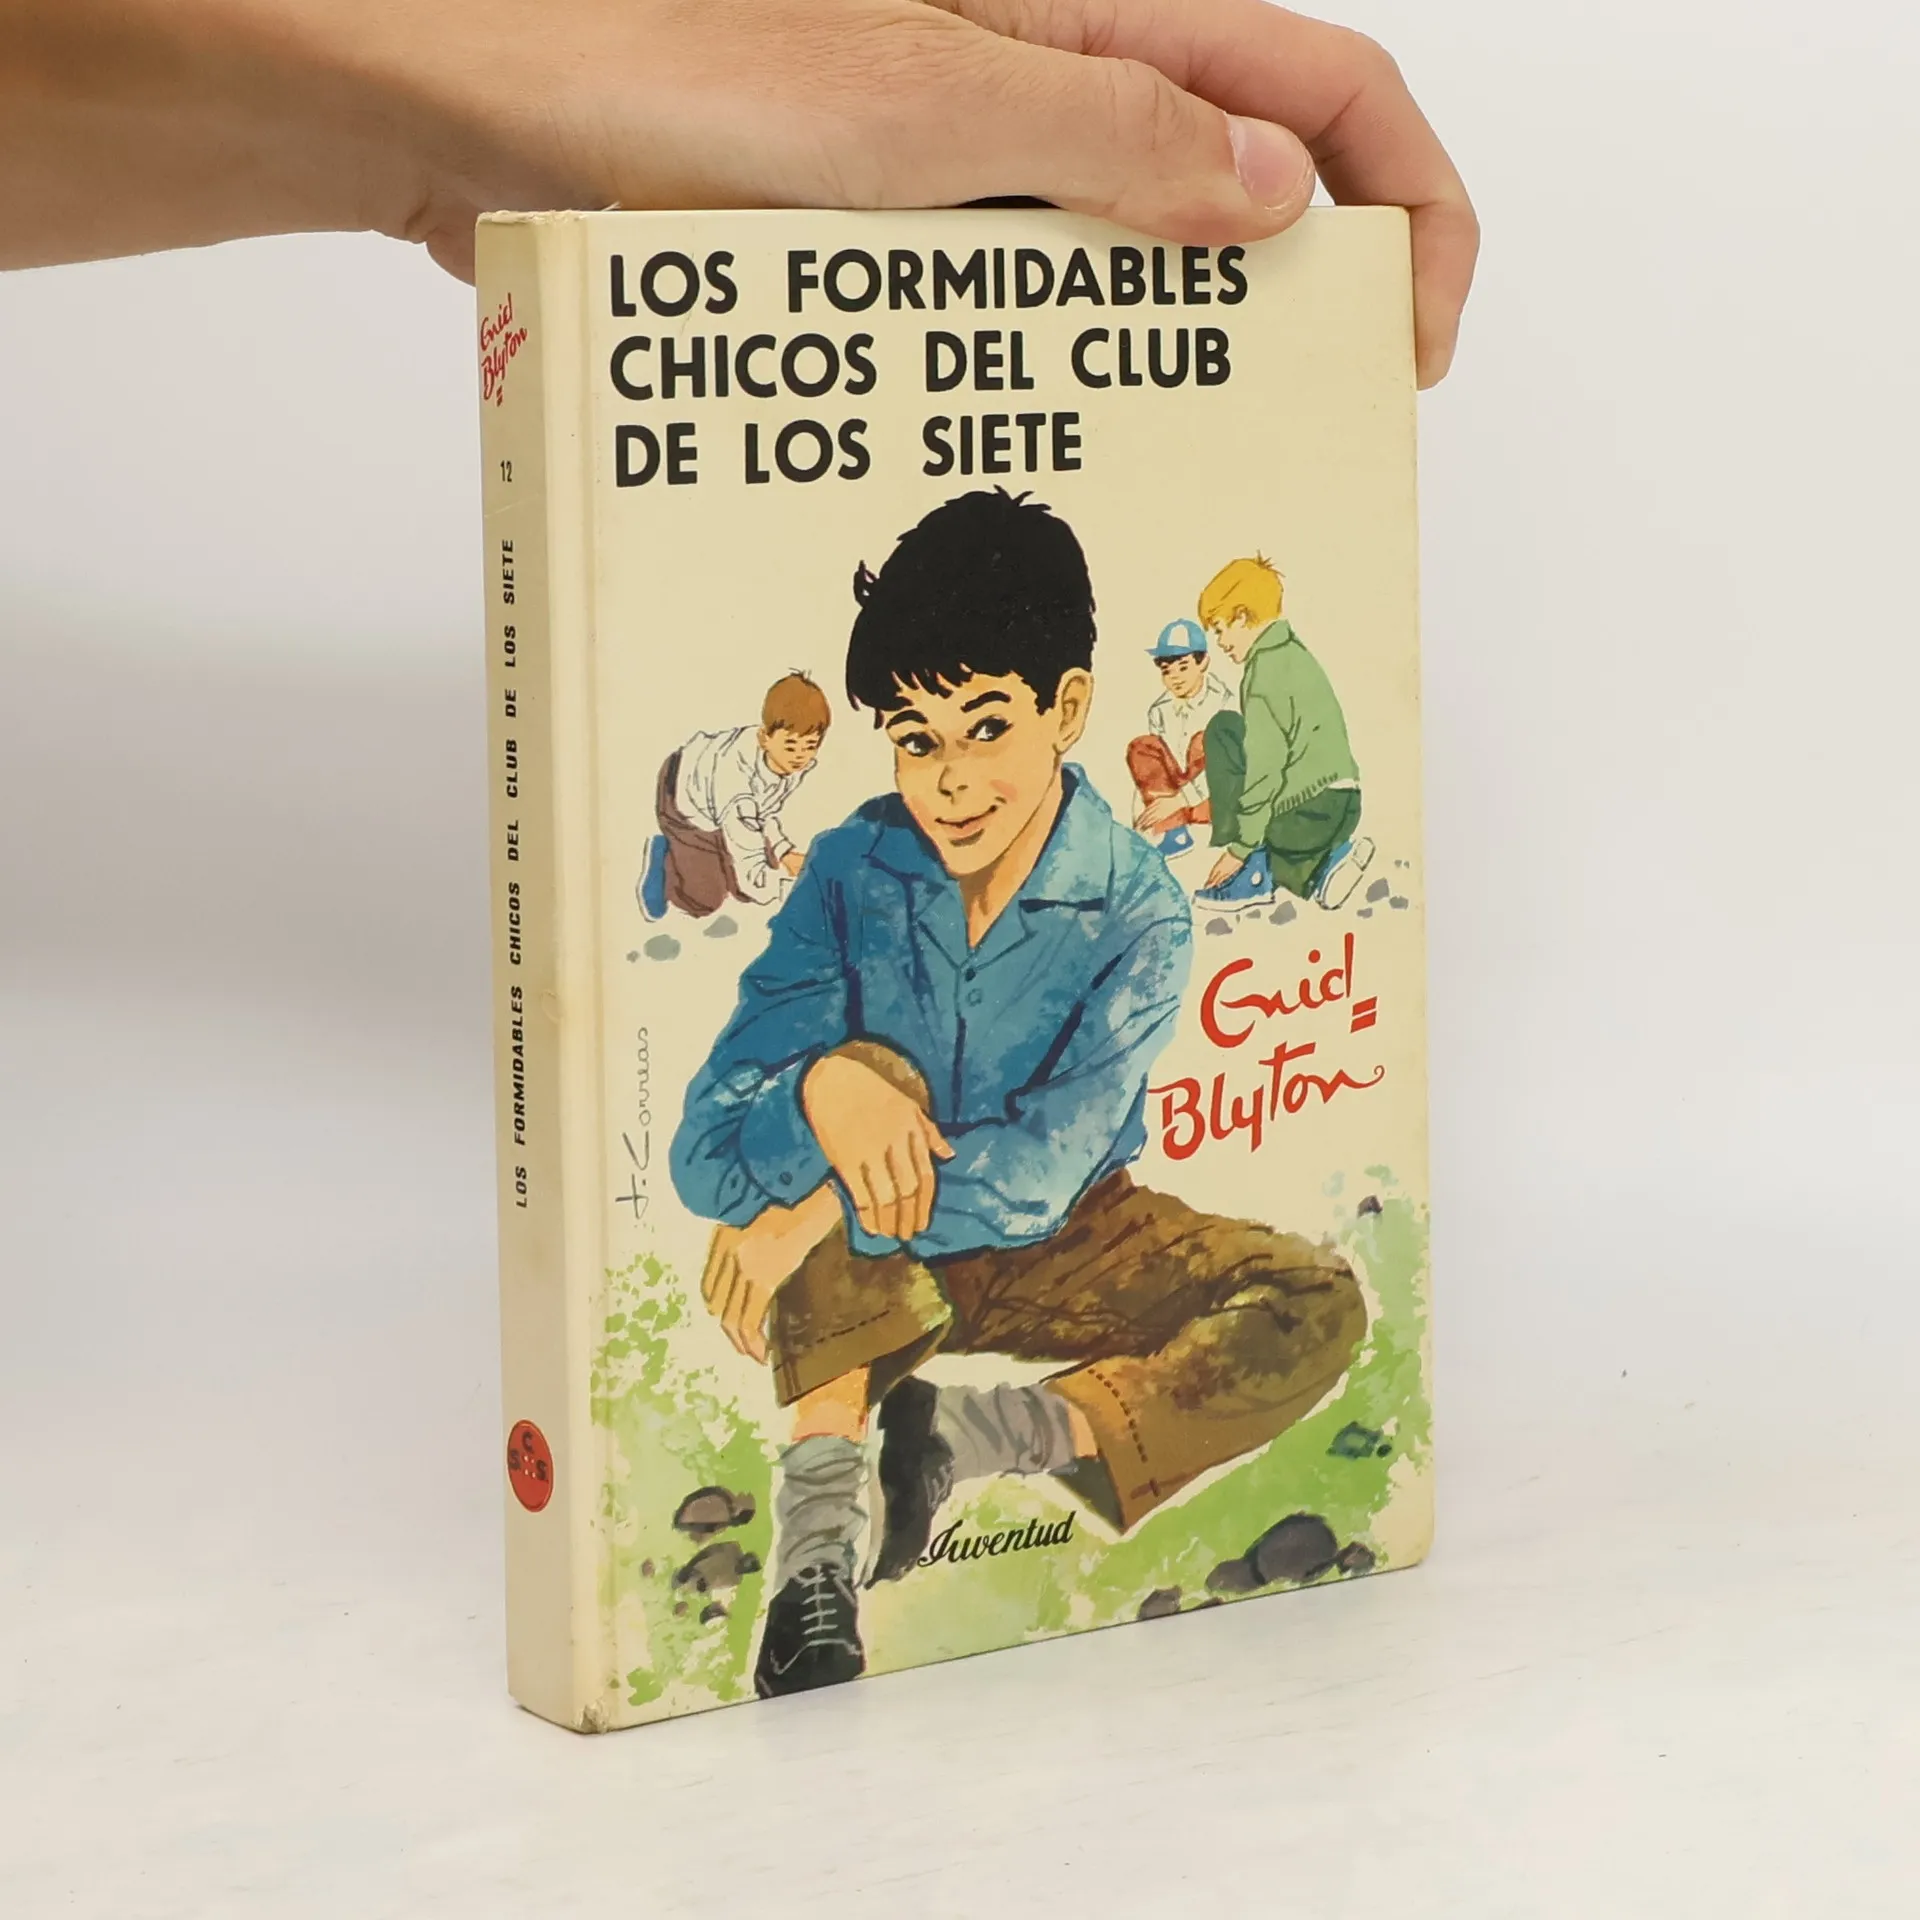 LOS FORMIDABLES
CHICOS DEL CLUB
DE LOS SIETE
Enid
Blyton
J. Correas
Juventud
Enid
Blyton
12
LOS FORMIDABLES CHICOS DEL CLUB DE LOS SIETE
C
S S